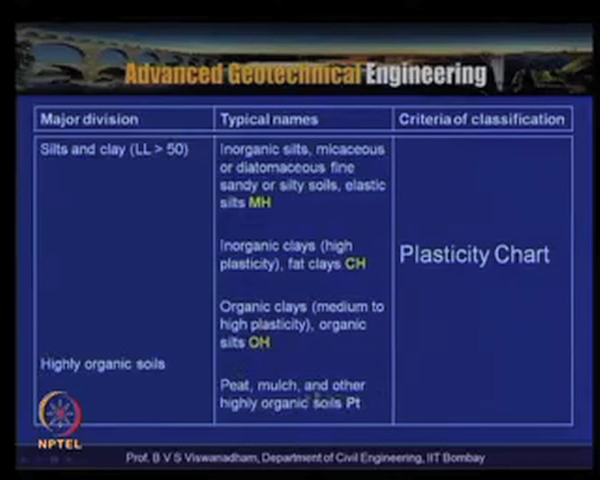 Advanced Geotechnical Engineering
Major division
Typical names
Criteria of classification
Silts and clay (LL > 50)
Inorganic silts, micaceous
or diatomaceous fine
sandy or silty soils, elastic
silts MH
Inorganic clays (high
plasticity), fat clays CH
Plasticity Chart
Organic clays (medium to
high plasticity), organic
silts OH
Highly organic soils
Peat, mulch, and other
highly organic soils Pt
NPTEL
Prof. B V S Viswanadham, Department of Civil Engineering, IIT Bombay